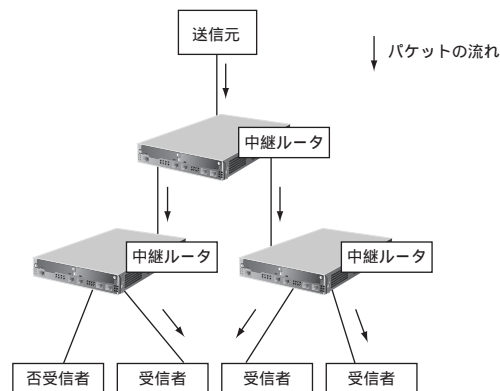 送信元
パケットの流れ
中継ルータ
中継ルータ
中継ルータ
否受信者
受信者
受信者
受信者